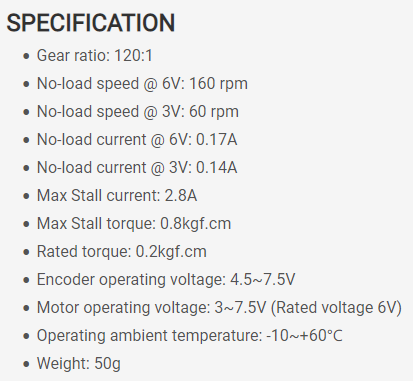 SPECIFICATION
Gear ratio: 120:1
No-load speed @ 6V: 160 rpm
No-load speed @ 3V: 60 rpm
No-load current @ 6V: 0.17A
No-load current @ 3V: 0.14A
Max Stall current: 2.8A
Max Stall torque: 0.8kgf.cm
Rated torque: 0.2kgf.cm
Encoder operating voltage: 4.5~7.5V
Motor operating voltage: 3~7.5V (Rated voltage 6V)
Operating ambient temperature: -10~+60℃
Weight: 50g